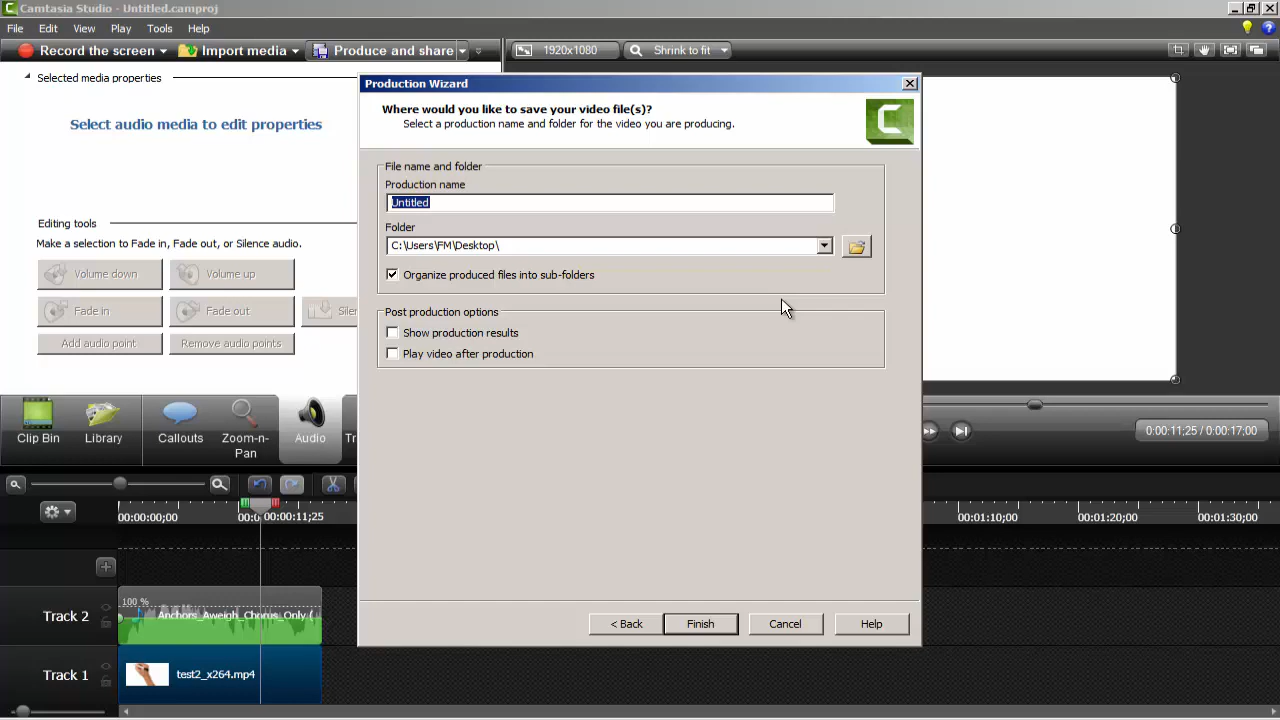 Camtasia Studio - Untitled.camproj
File Edit View Play Tools Help
Record the screen Import media Produce and share 1920x1080 Shrink to fit
Selected media properties
Select audio media to edit properties
Editing tools
Make a selection to Fade in, Fade out, or Silence audio.
Volume down Volume up
Fade in Fade out
Add audio point Remove audio points
Production Wizard
Where would you like to save your video file(s)?
Select a production name and folder for the video you are producing.
File name and folder
Production name
Untitled
Folder
C:\Users\FM\Desktop\
Organize produced files into sub-folders
Post production options
Show production results
Play video after production
< Back Finish Cancel Help
Clip Bin Library Callouts Zoom-n-Pan Audio
0:00:11;25 / 0:00:17;00
00:00:00;00 00:00:11;25 00:01:10;00 00:01:20;00 00:01:30;00
Track 2
100 %
Anchors_Aweigh_Chorus_Only (
Track 1
test2_x264.mp4